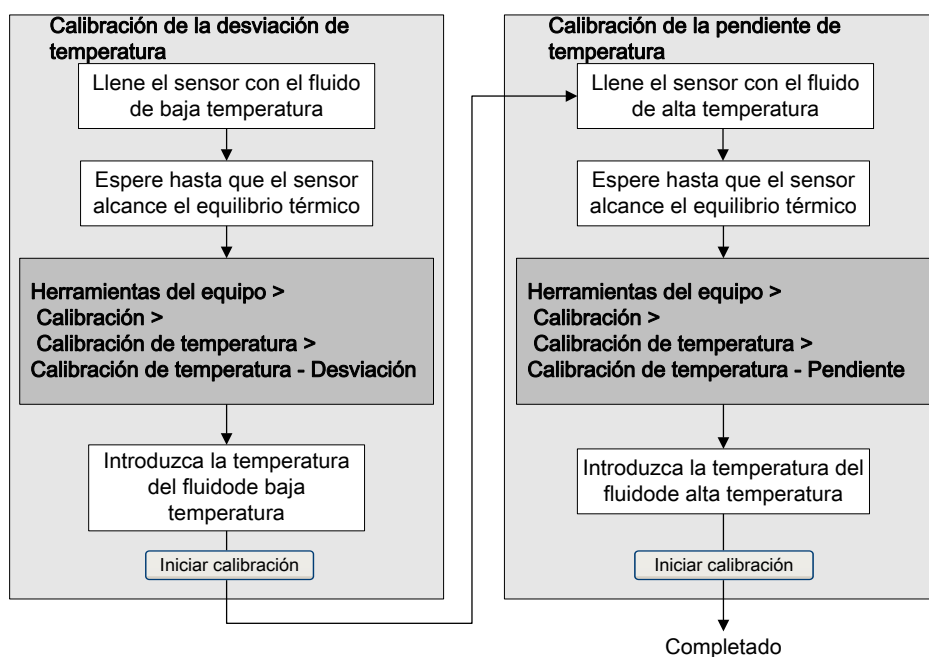 Calibración de la desviación de
temperatura
Llene el sensor con el fluido
de baja temperatura
Espere hasta que el sensor
alcance el equilibrio térmico
Herramientas del equipo >
Calibración >
Calibración de temperatura >
Calibración de temperatura - Desviación
Introduzca la temperatura
del fluidode baja
temperatura
Iniciar calibración
Calibración de la pendiente de
temperatura
Llene el sensor con el fluido
de alta temperatura
Espere hasta que el sensor
alcance el equilibrio térmico
Herramientas del equipo >
Calibración >
Calibración de temperatura >
Calibración de temperatura - Pendiente
Introduzca la temperatura del
fluidode alta temperatura
Iniciar calibración
Completado